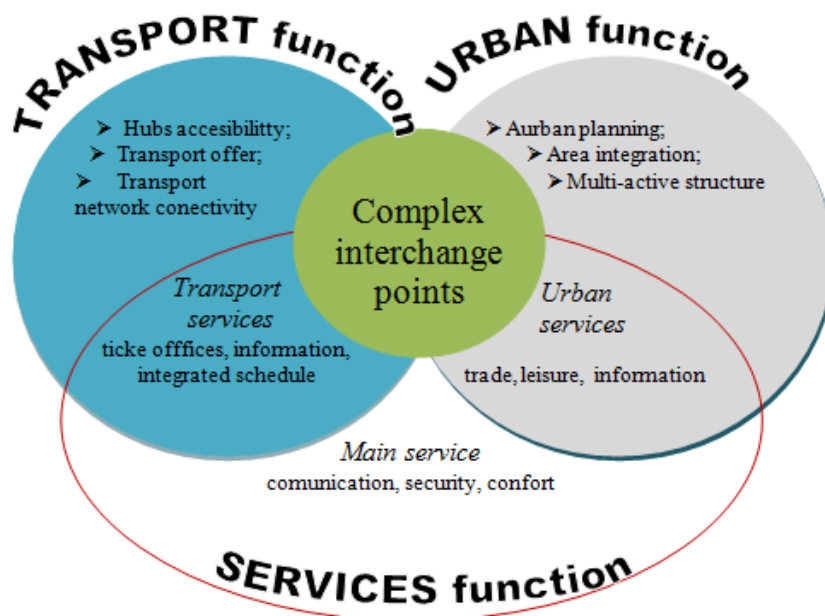 TRANSPORT function
URBAN function
➢ Hubs accesibilitty;
➢ Transport offer;
➢ Transport
network conectivity
➢ Aurban planning;
➢ Area integration;
➢ Multi-active structure
Complex
interchange
points
Transport
services
ticke offfices, information,
integrated schedule
Urban
services
trade, leisure, information
Main service
comunication, security, confort
SERVICES function